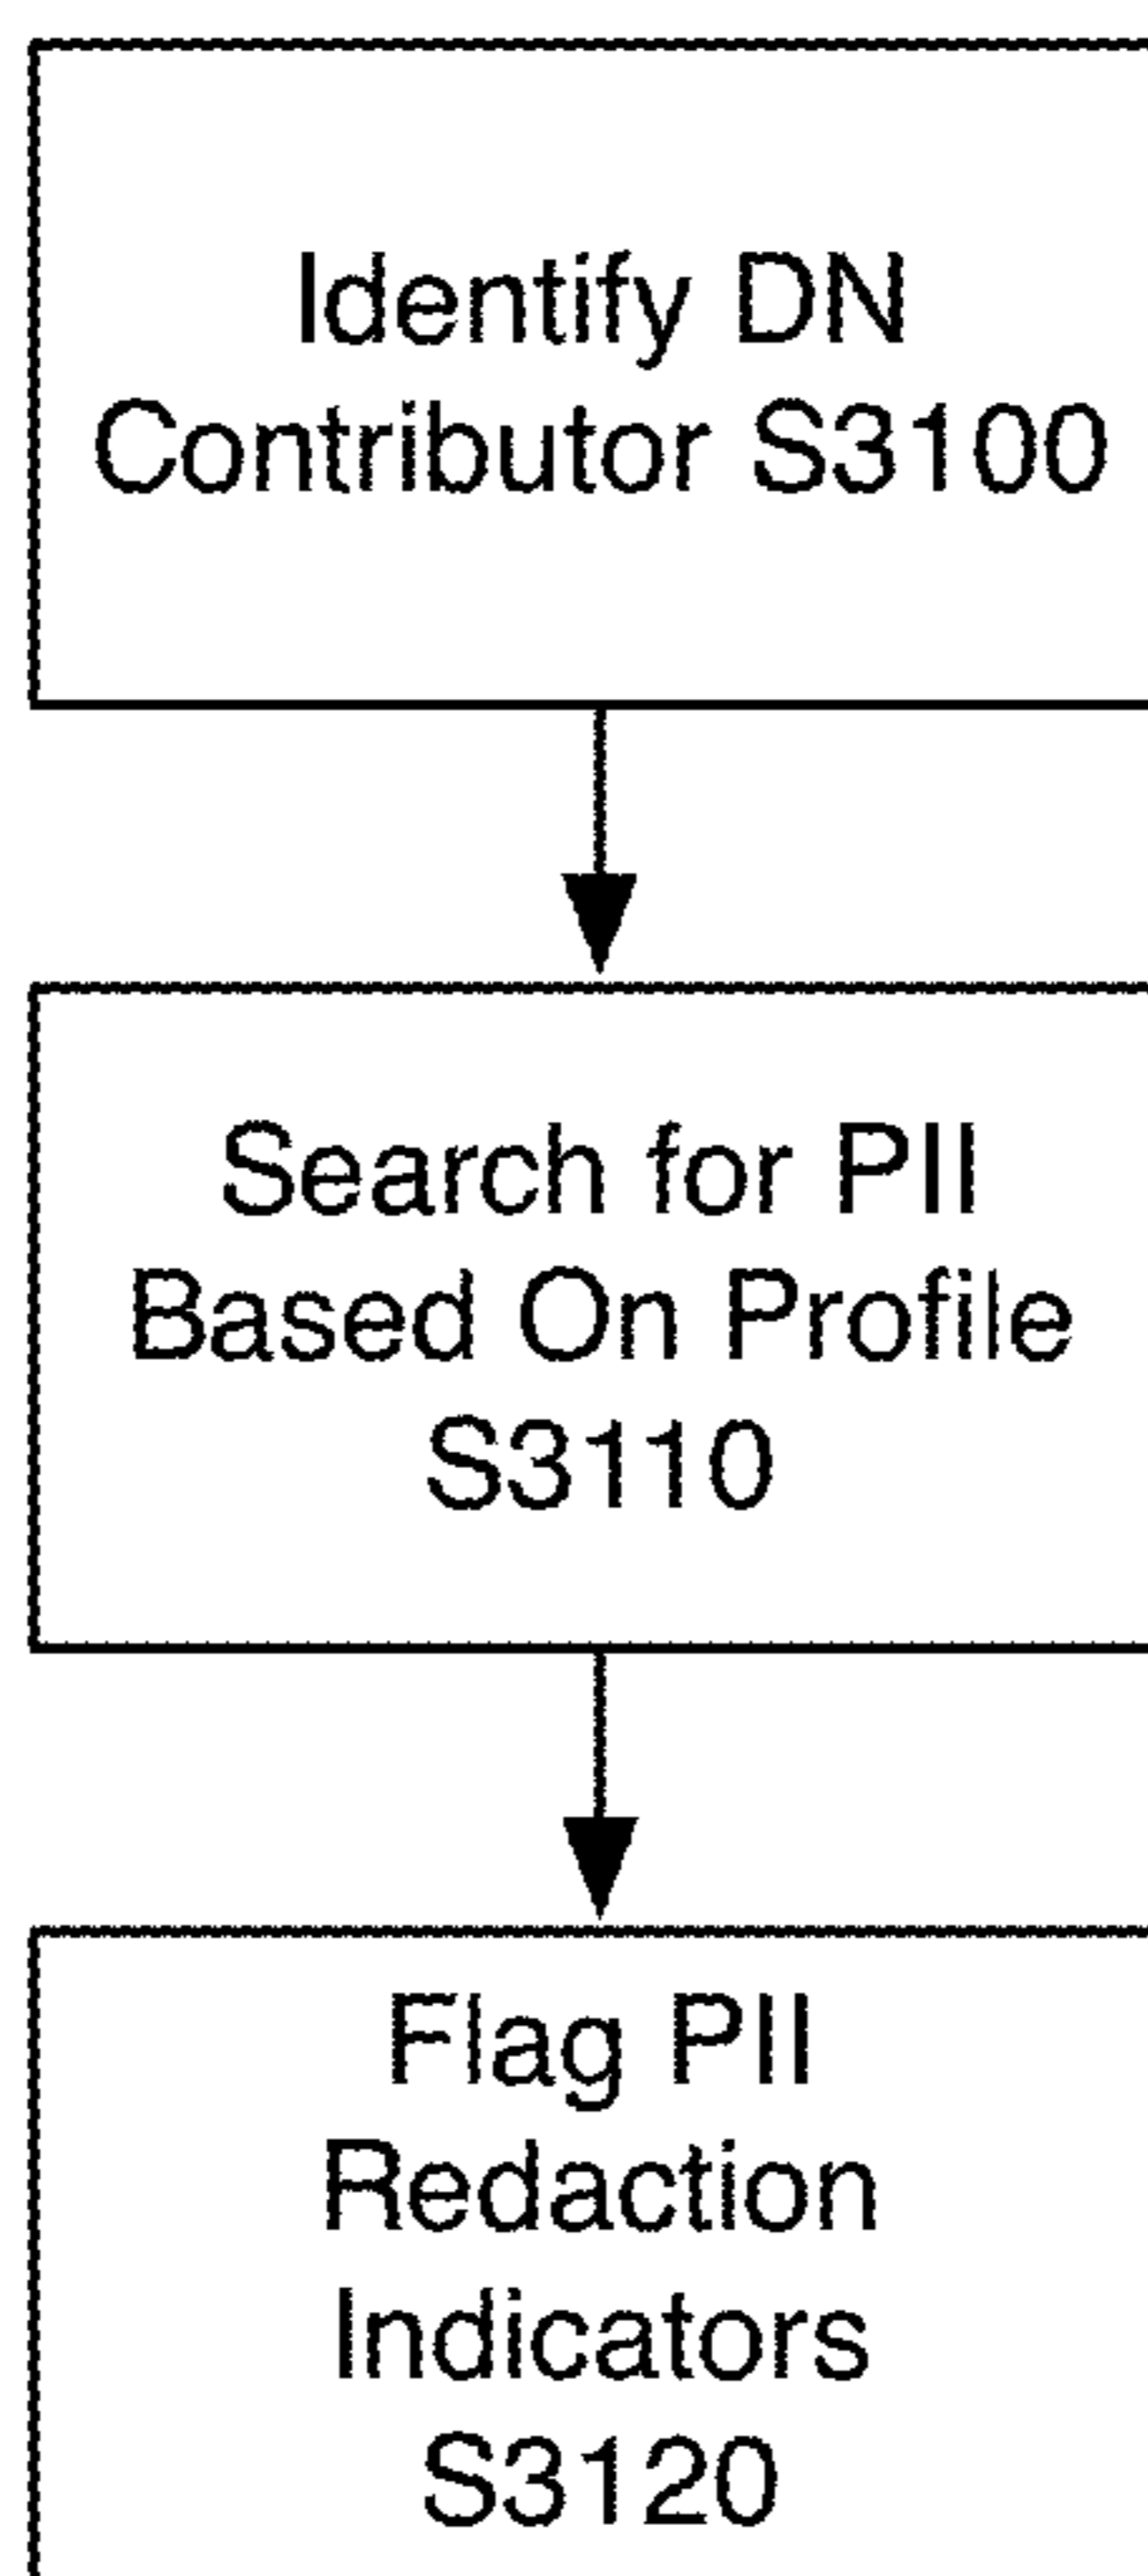 Identify DN
Contributor S3100
Search for PII
Based On Profile
S3110
Flag PII
Redaction
Indicators
S3120